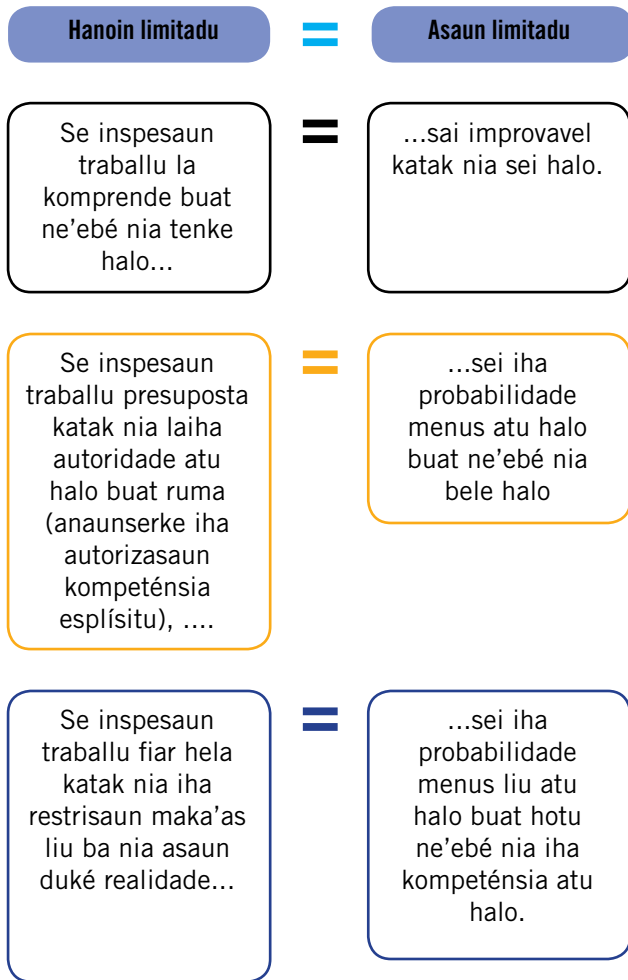 Hanoin limitadu = Asaun limitadu
Se inspesaun
traballu la
komprende buat
ne’ebé nia tenke
halo...
=
...sai improvavel
katak nia sei halo.
Se inspesaun
traballu presuposta
katak nia laiha
autoridade atu
halo buat ruma
(anaunserke iha
autorizasaun
kompeténsia
esplísitu), ....
=
...sei iha
probabilidade
menus atu halo
buat ne’ebé nia
bele halo
Se inspesaun
traballu fiar hela
katak nia iha
restrisaun maka’as
liu ba nia asaun
duké realidade...
=
...sei iha
probabilidade
menus liu atu
halo buat hotu
ne’ebé nia iha
kompeténsia atu
halo.